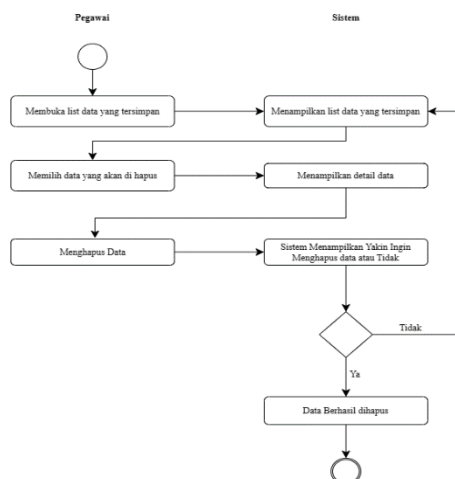 Pegawai
Sistem
Membuka list data yang tersimpan
Menampilkan list data yang tersimpan
Memilih data yang akan di hapus
Menampilkan detail data
Menghapus Data
Sistem Menampilkan Yakin Ingin
Menghapus data atau Tidak
Tidak
Ya
Data Berhasil dihapus